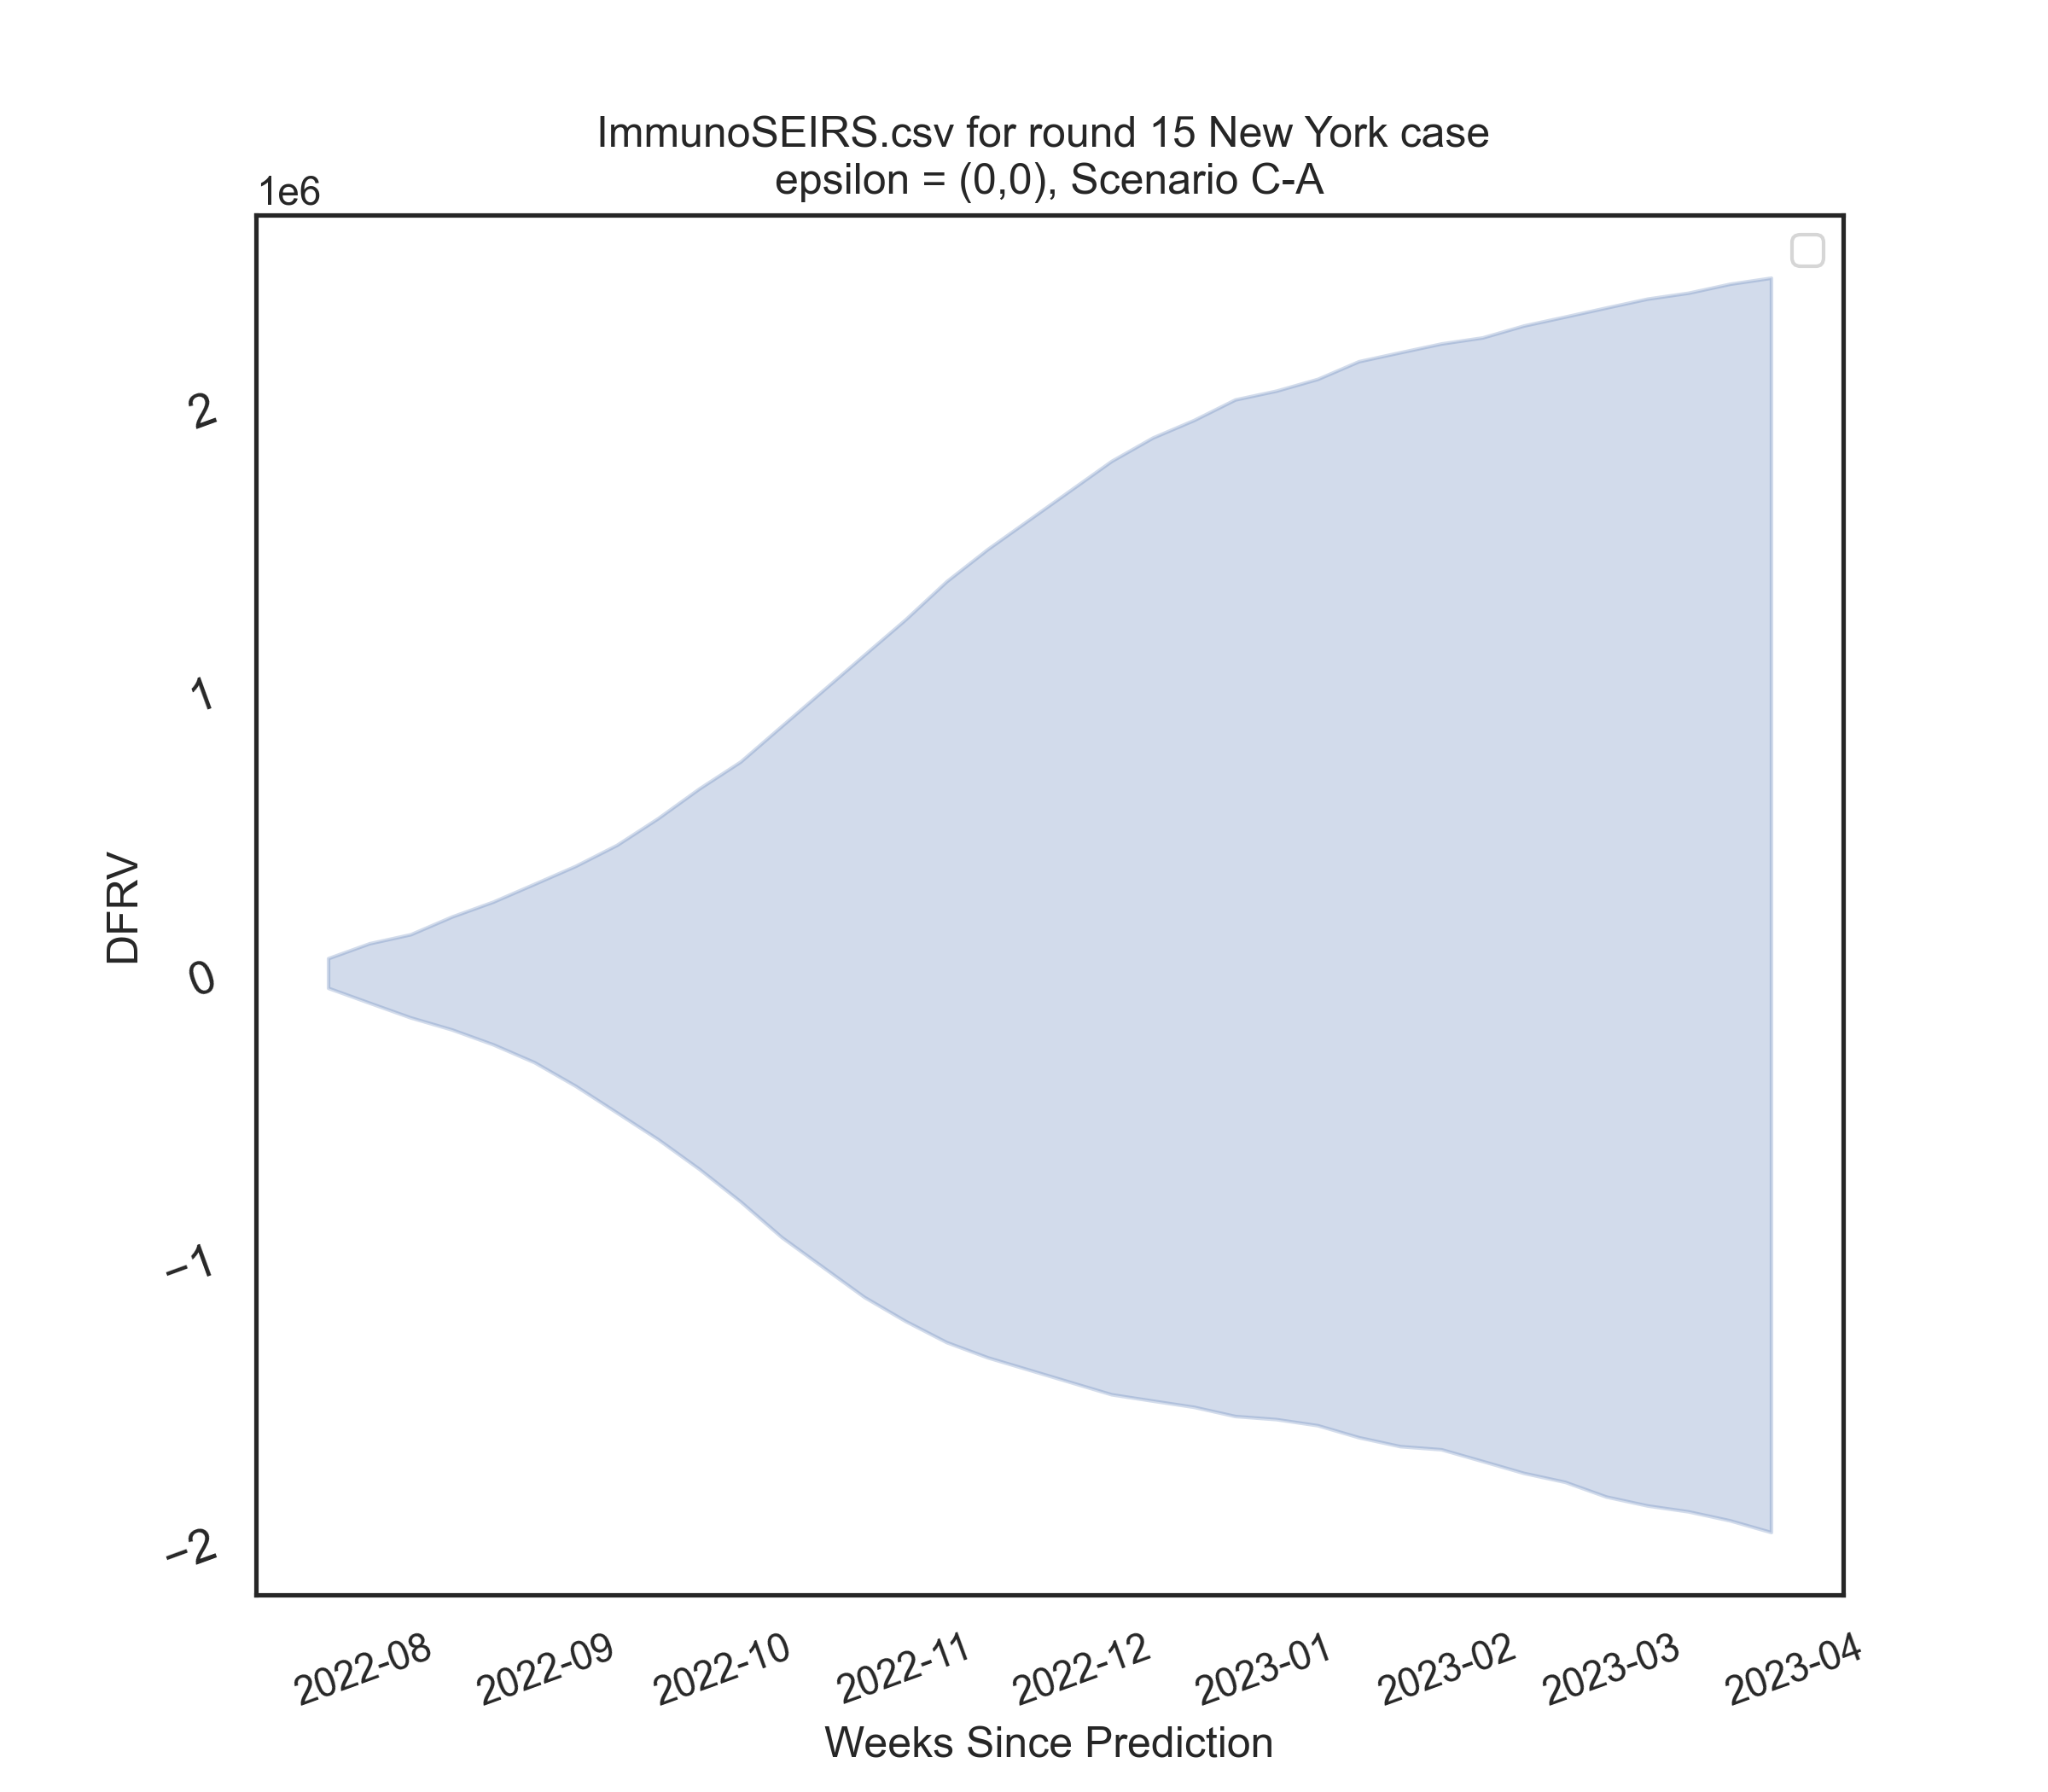 ImmunoSEIRS.csv for round 15 New York case
epsilon = (0,0), Scenario C-A
1e6
2
1
0
−1
−2
DFRV
2022-08
2022-09
2022-10
2022-11
2022-12
2023-01
2023-02
2023-03
2023-04
Weeks Since Prediction